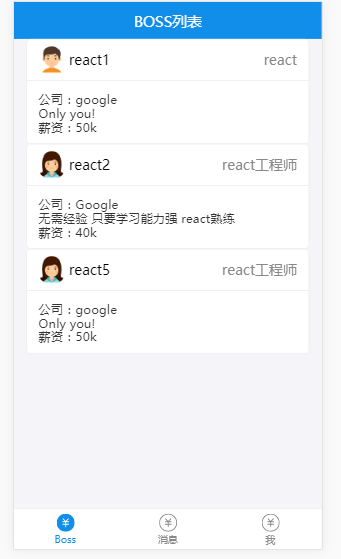 BOSS列表
react1 react
公司：google
Only you!
薪资：50k
react2 react工程师
公司：Google
无需经验 只要学习能力强 react熟练
薪资：40k
react5 react工程师
公司：google
Only you!
薪资：50k
¥ ¥ ¥
Boss 消息 我